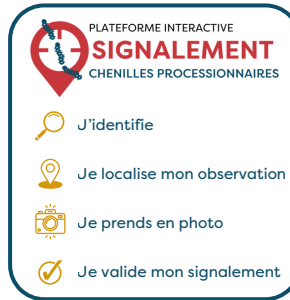 PLATEFORME INTERACTIVE
SIGNALEMENT
CHENILLES PROCESSIONNAIRES
J'identifie
Je localise mon observation
Je prends en photo
Je valide mon signalement